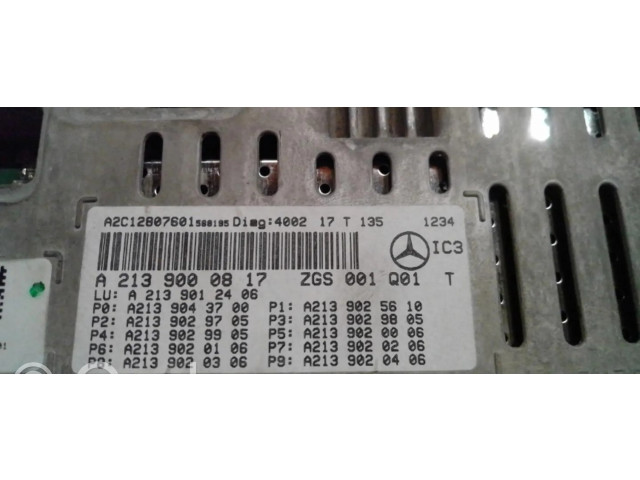 A2C12807601 580195 Diag:4002 17 T 135 1234
IC3
A 213 900 08 17 ZGS 001 Q01 T
LU: A 213 901 24 06
P0: A213 904 37 00 P1: A213 902 56 10
P2: A213 902 97 05 P3: A213 902 98 05
P4: A213 902 99 05 P5: A213 902 00 06
P6: A213 902 01 06 P7: A213 902 02 06
P8: A213 902 03 06 P9: A213 902 04 06